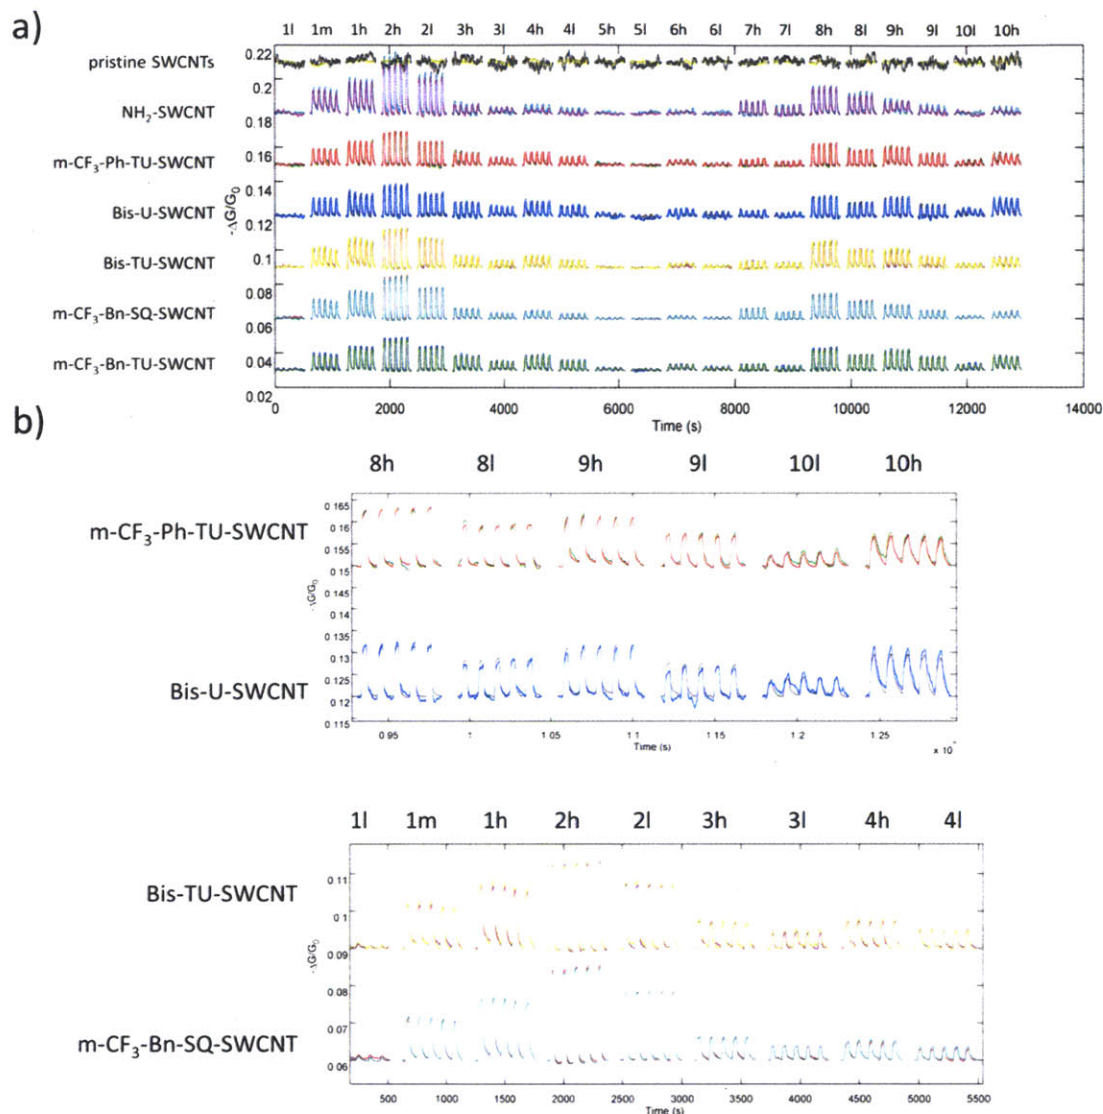 a)
1l 1m 1h 2h 2l 3h 3l 4h 4l 5h 5l 6h 6l 7h 7l 8h 8l 9h 9l 10l 10h
pristine SWCNTs
NH2-SWCNT
m-CF3-Ph-TU-SWCNT
Bis-U-SWCNT
Bis-TU-SWCNT
m-CF3-Bn-SQ-SWCNT
m-CF3-Bn-TU-SWCNT
-ΔG/G0
0.22
0.2
0.18
0.16
0.14
0.12
0.1
0.08
0.06
0.04
0.02
0 2000 4000 6000 8000 10000 12000 14000
Time (s)
b)
8h 8l 9h 9l 10l 10h
m-CF3-Ph-TU-SWCNT
Bis-U-SWCNT
-ΔG/G0
0 165
0 16
0 155
0 15
0 145
0 14
0 135
0 13
0 125
0 12
0 115
0 95 1 1 05 1 1 1 15 1 2 1 25
Time (s)
1l 1m 1h 2h 2l 3h 3l 4h 4l
Bis-TU-SWCNT
m-CF3-Bn-SQ-SWCNT
-ΔG/G0
0 11
0 1
0 09
0 08
0 07
0 06
500 1000 1500 2000 2500 3000 3500 4000 4500 5000 5500
Time (s)